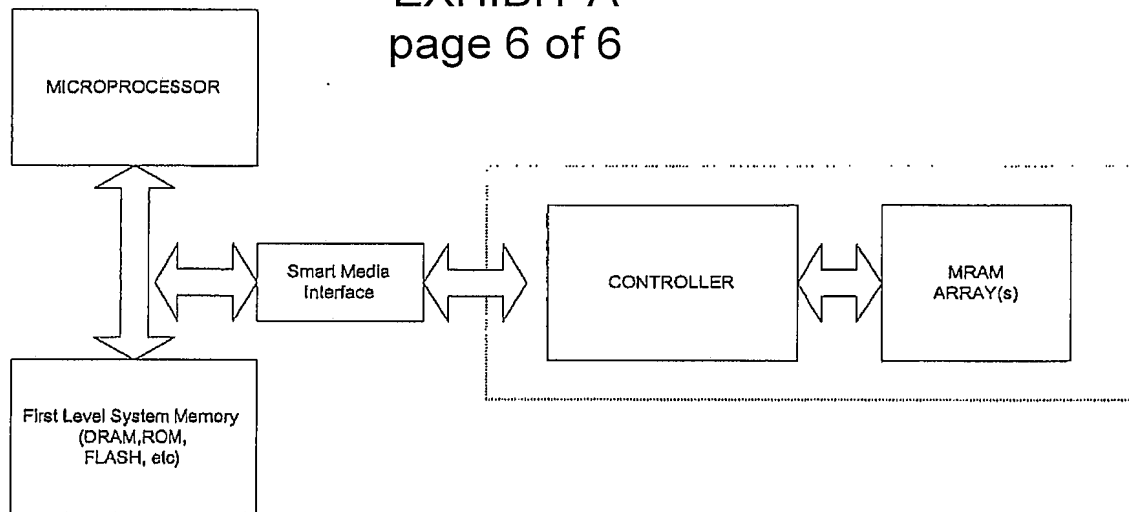 EXHIBIT A
page 6 of 6
MICROPROCESSOR
Smart Media
Interface
CONTROLLER
MRAM
ARRAY(s)
First Level System Memory
(DRAM,ROM,
FLASH, etc)